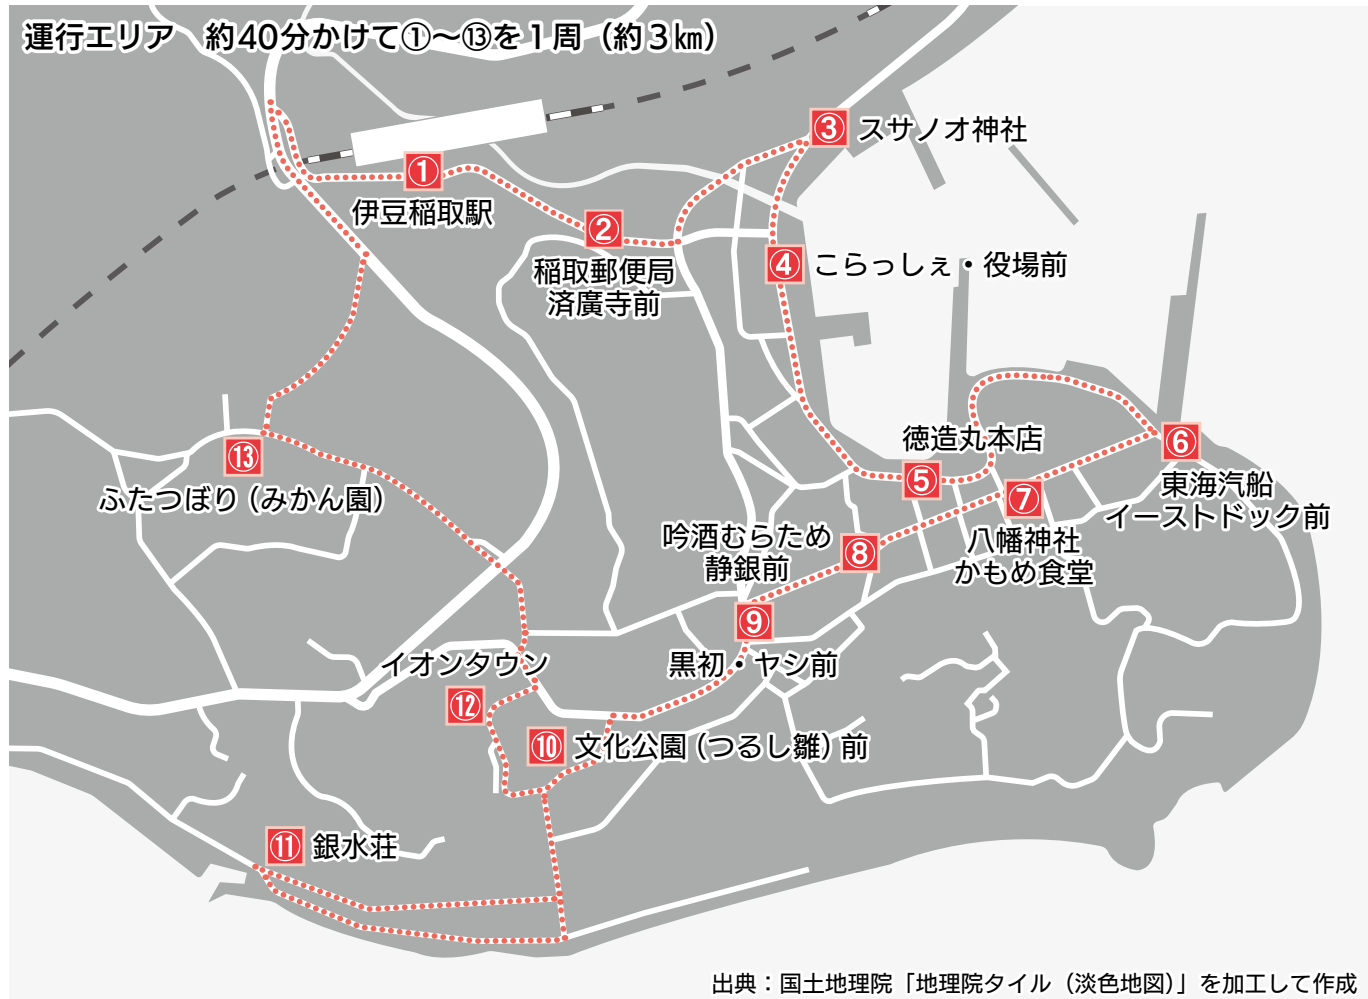 運行エリア　約40分かけて①～⑬を１周（約３㎞）
③ スサノオ神社
①
伊豆稲取駅
②
稲取郵便局
済廣寺前
④ こらっしぇ・役場前
徳造丸本店
⑤
⑥
東海汽船
イーストドック前
⑦
八幡神社
かもめ食堂
⑬
ふたつぼり（みかん園）
吟酒むらため
静銀前
⑧
⑨
黒初・ヤシ前
イオンタウン
⑫
⑩ 文化公園（つるし雛）前
⑪ 銀水荘
出典：国土地理院「地理院タイル（淡色地図）」を加工して作成